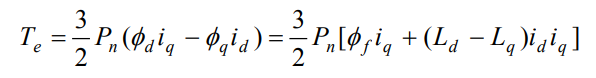 T_e = \frac{3}{2} P_n (\phi_d i_q - \phi_q i_d) = \frac{3}{2} P_n [\phi_f i_q + (L_d - L_q) i_d i_q]